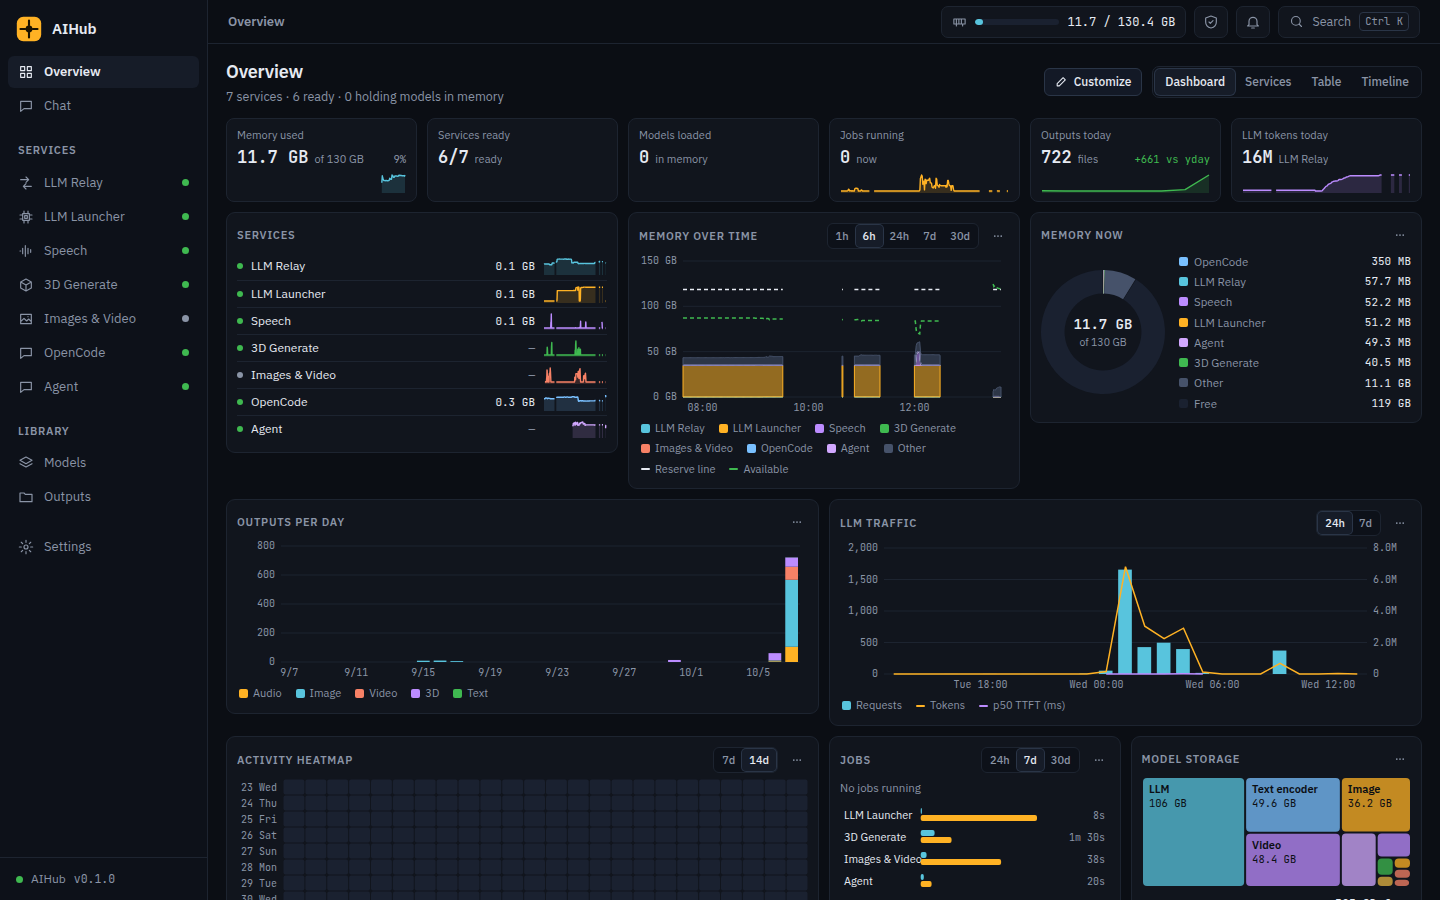 AIHub
Overview
Chat
SERVICES
LLM Relay
LLM Launcher
Speech
3D Generate
Images & Video
OpenCode
Agent
LIBRARY
Models
Outputs
Settings
AIHub v0.1.0
Overview
11.7 / 130.4 GB
Search Ctrl K
Overview
7 services · 6 ready · 0 holding models in memory
Customize
Dashboard Services Table Timeline
Memory used
11.7 GB of 130 GB 9%
Services ready
6/7 ready
Models loaded
0 in memory
Jobs running
0 now
Outputs today
722 files +661 vs yday
LLM tokens today
16M LLM Relay
SERVICES
LLM Relay 0.1 GB
LLM Launcher 0.1 GB
Speech 0.1 GB
3D Generate —
Images & Video —
OpenCode 0.3 GB
Agent —
MEMORY OVER TIME
1h 6h 24h 7d 30d ···
150 GB
100 GB
50 GB
0 GB
08:00 10:00 12:00
LLM Relay LLM Launcher Speech 3D Generate
Images & Video OpenCode Agent Other
Reserve line Available
MEMORY NOW ···
11.7 GB
of 130 GB
OpenCode 350 MB
LLM Relay 57.7 MB
Speech 52.2 MB
LLM Launcher 51.2 MB
Agent 49.3 MB
3D Generate 40.5 MB
Other 11.1 GB
Free 119 GB
OUTPUTS PER DAY ···
800
600
400
200
0
9/7 9/11 9/15 9/19 9/23 9/27 10/1 10/5
Audio Image Video 3D Text
LLM TRAFFIC
24h 7d ···
2,000 8.0M
1,500 6.0M
1,000 4.0M
500 2.0M
0 0
Tue 18:00 Wed 00:00 Wed 06:00 Wed 12:00
Requests Tokens p50 TTFT (ms)
ACTIVITY HEATMAP
7d 14d ···
23 Wed
24 Thu
25 Fri
26 Sat
27 Sun
28 Mon
29 Tue
30 Wed
JOBS
24h 7d 30d ···
No jobs running
LLM Launcher 8s
3D Generate 1m 30s
Images & Video 38s
Agent 20s
MODEL STORAGE ···
LLM
106 GB
Text encoder
49.6 GB
Image
36.2 GB
Video
48.4 GB